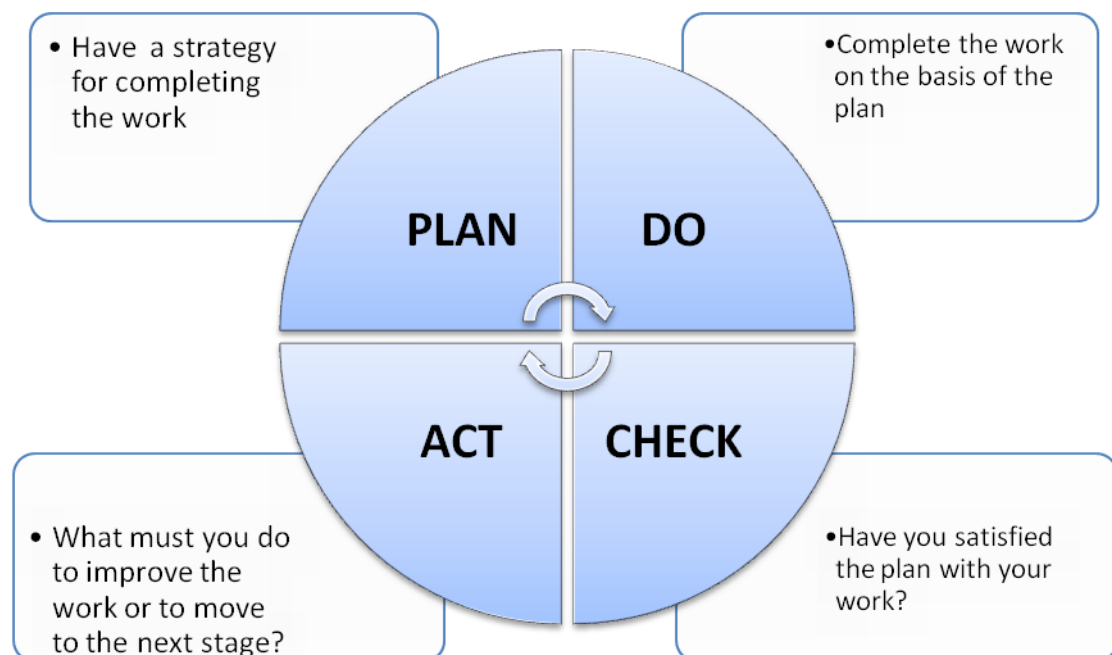 • Have a strategy
for completing
the work
•Complete the work
on the basis of the
plan
PLAN
DO
ACT
CHECK
• What must you do
to improve the
work or to move
to the next stage?
•Have you satisfied
the plan with your
work?